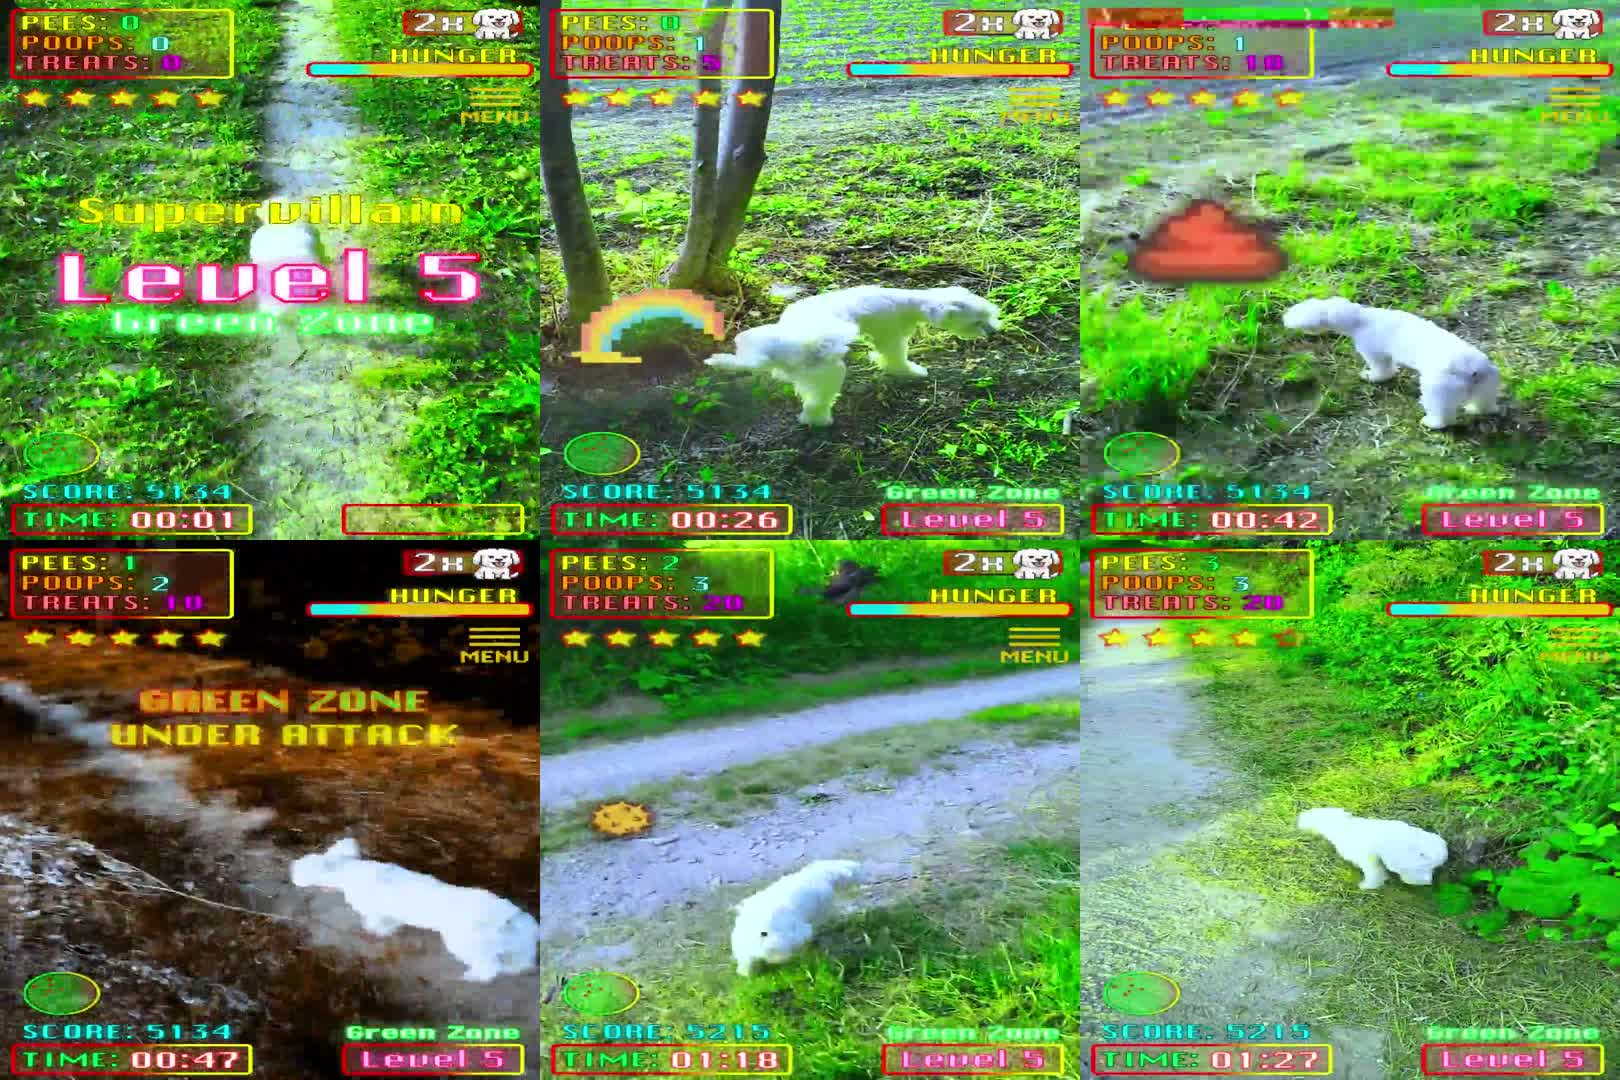 PEES: 0
POOPS: 0
TREATS: 0
2x
HUNGER
MENU
Supervillain
Level 5
Green Zone
SCORE: 5134
TIME: 00:01
PEES: 0
POOPS: 1
TREATS: 5
2x
HUNGER
MENU
SCORE: 5134
Green Zone
TIME: 00:26
Level 5
POOPS: 1
TREATS: 10
2x
HUNGER
MENU
SCORE: 5134
Green Zone
TIME: 00:42
Level 5
PEES: 1
POOPS: 2
TREATS: 10
2x
HUNGER
MENU
GREEN ZONE
UNDER ATTACK
SCORE: 5134
Green Zone
TIME: 00:47
Level 5
PEES: 2
POOPS: 3
TREATS: 20
2x
HUNGER
MENU
SCORE: 5215
Green Zone
TIME: 01:18
Level 5
PEES: 3
POOPS: 3
TREATS: 20
2x
HUNGER
MENU
SCORE: 5215
Green Zone
TIME: 01:27
Level 5